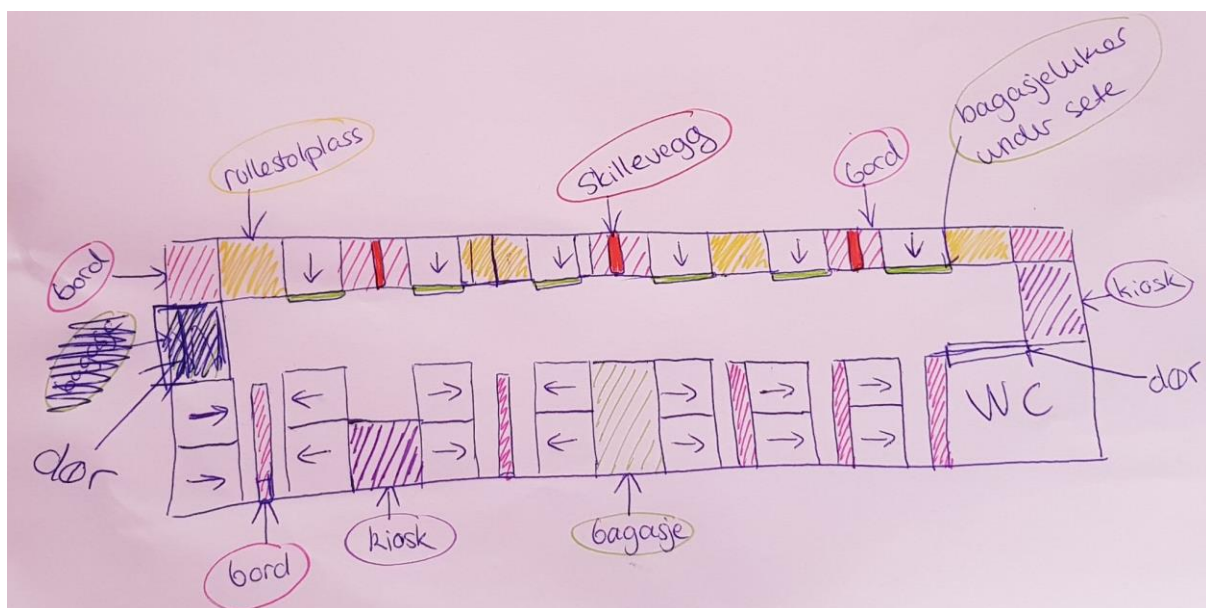 rullestolplass
skillevegg
bord
bagasjeluker
under sete
bord
kiosk
dør
WC
dør
bord
kiosk
bagasje